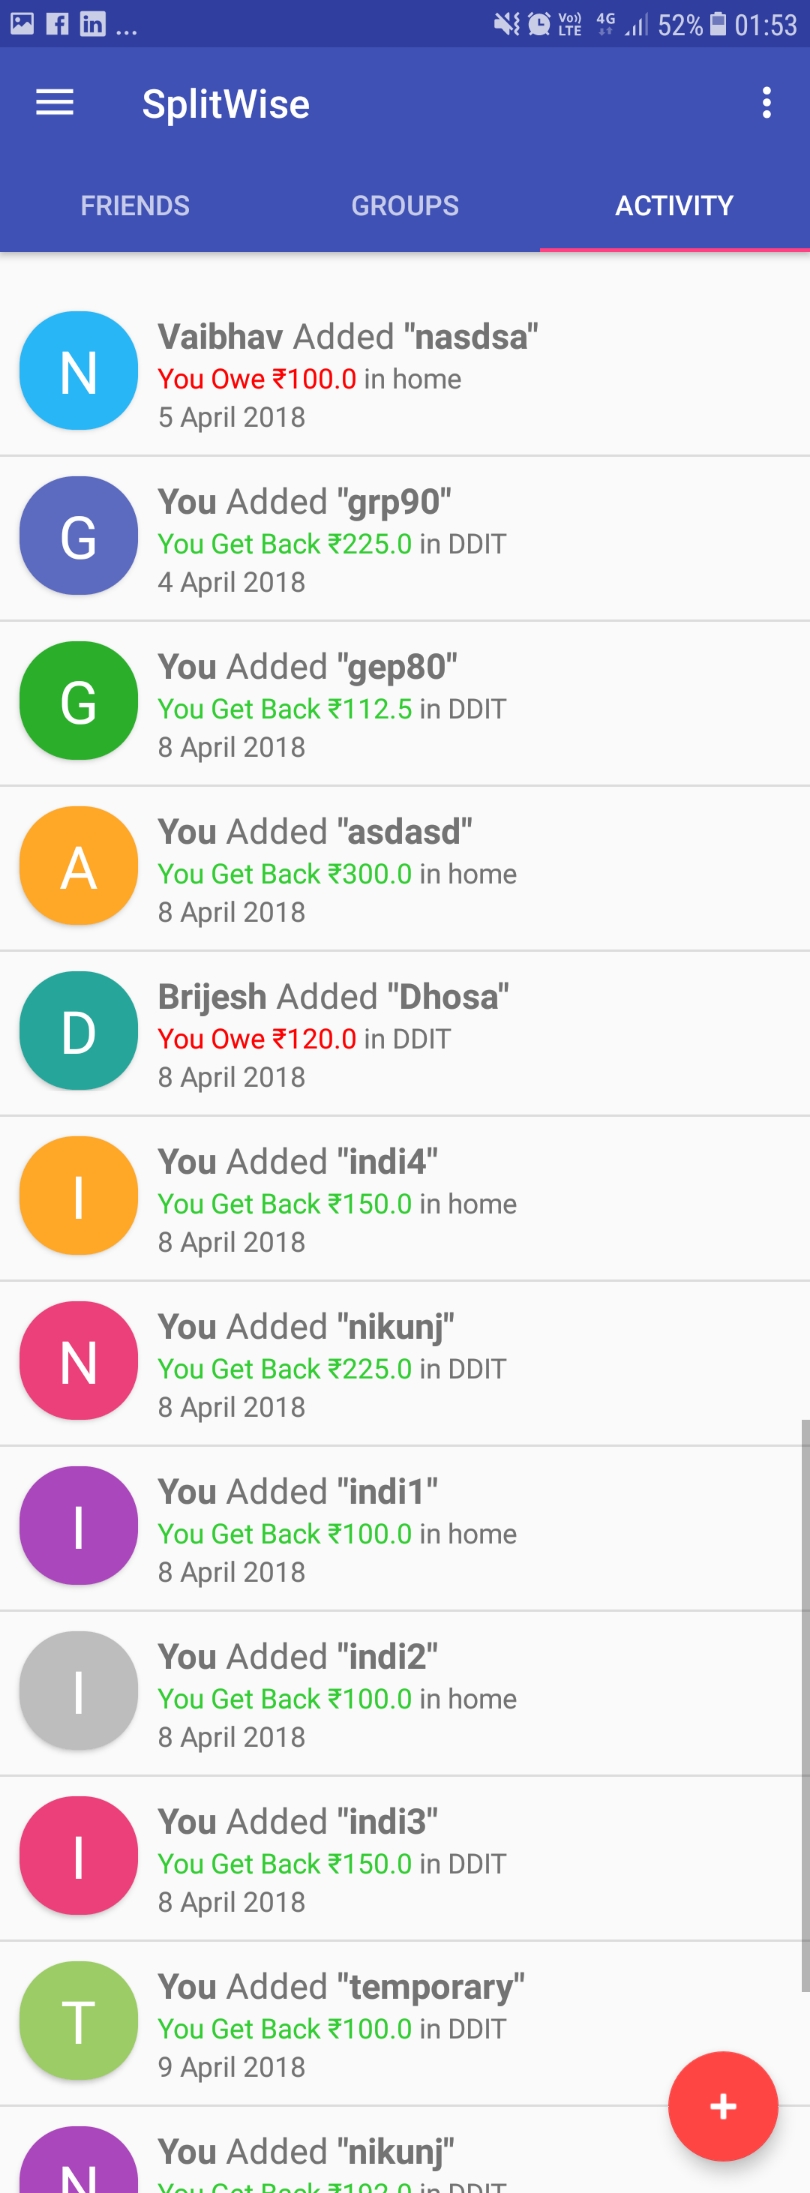 ... Vo)) LTE 4G 52% 01:53
SplitWise
FRIENDS GROUPS ACTIVITY
N
Vaibhav Added "nasdsa"
You Owe ₹100.0 in home
5 April 2018
G
You Added "grp90"
You Get Back ₹225.0 in DDIT
4 April 2018
G
You Added "gep80"
You Get Back ₹112.5 in DDIT
8 April 2018
A
You Added "asdasd"
You Get Back ₹300.0 in home
8 April 2018
D
Brijesh Added "Dhosa"
You Owe ₹120.0 in DDIT
8 April 2018
I
You Added "indi4"
You Get Back ₹150.0 in home
8 April 2018
N
You Added "nikunj"
You Get Back ₹225.0 in DDIT
8 April 2018
I
You Added "indi1"
You Get Back ₹100.0 in home
8 April 2018
I
You Added "indi2"
You Get Back ₹100.0 in home
8 April 2018
I
You Added "indi3"
You Get Back ₹150.0 in DDIT
8 April 2018
T
You Added "temporary"
You Get Back ₹100.0 in DDIT
9 April 2018
+
N
You Added "nikunj"
You Get Back in DDIT